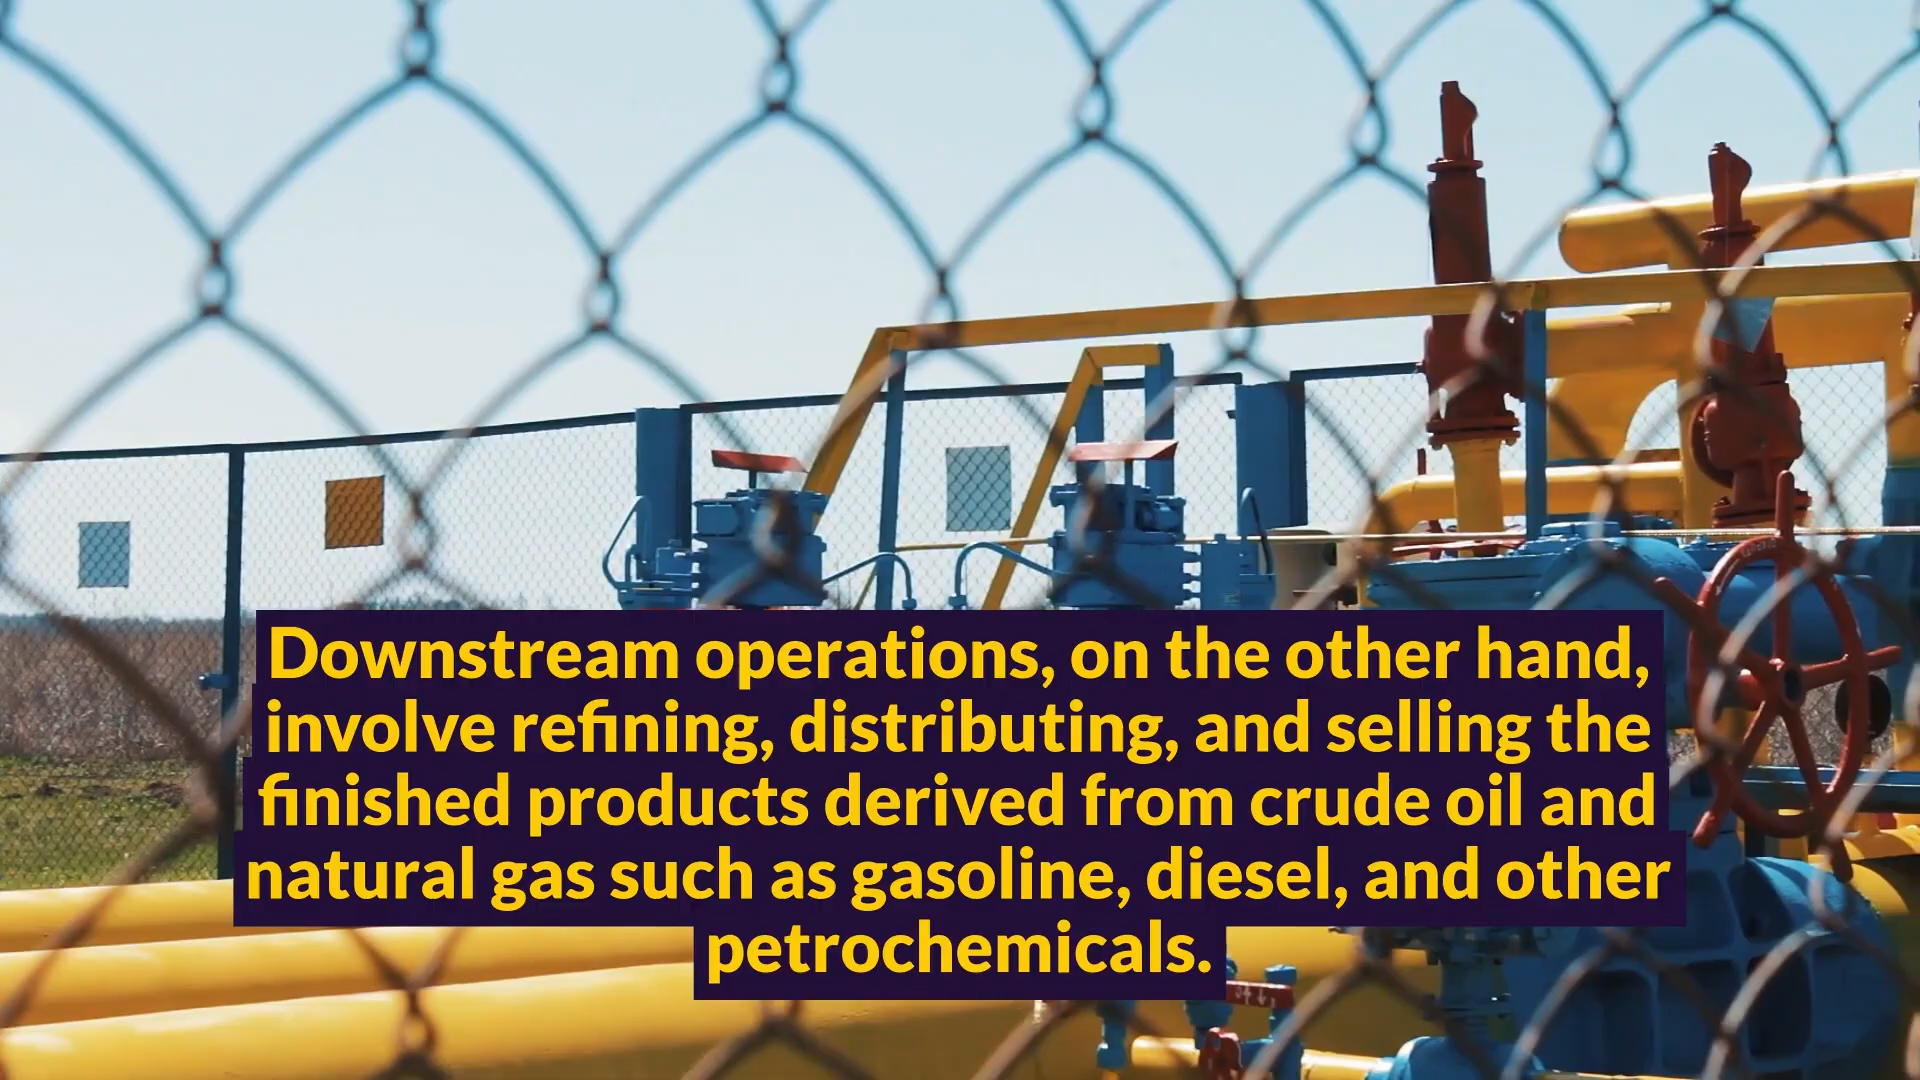 Downstream operations, on the other hand,
involve refining, distributing, and selling the
finished products derived from crude oil and
natural gas such as gasoline, diesel, and other
petrochemicals.